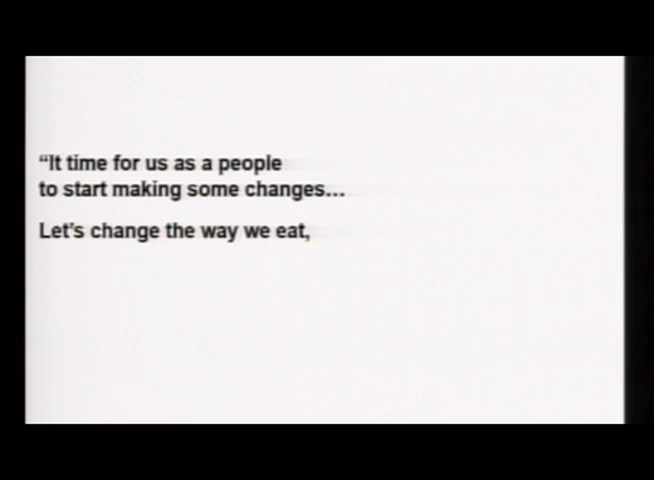 “It time for us as a people
to start making some changes...
Let's change the way we eat,